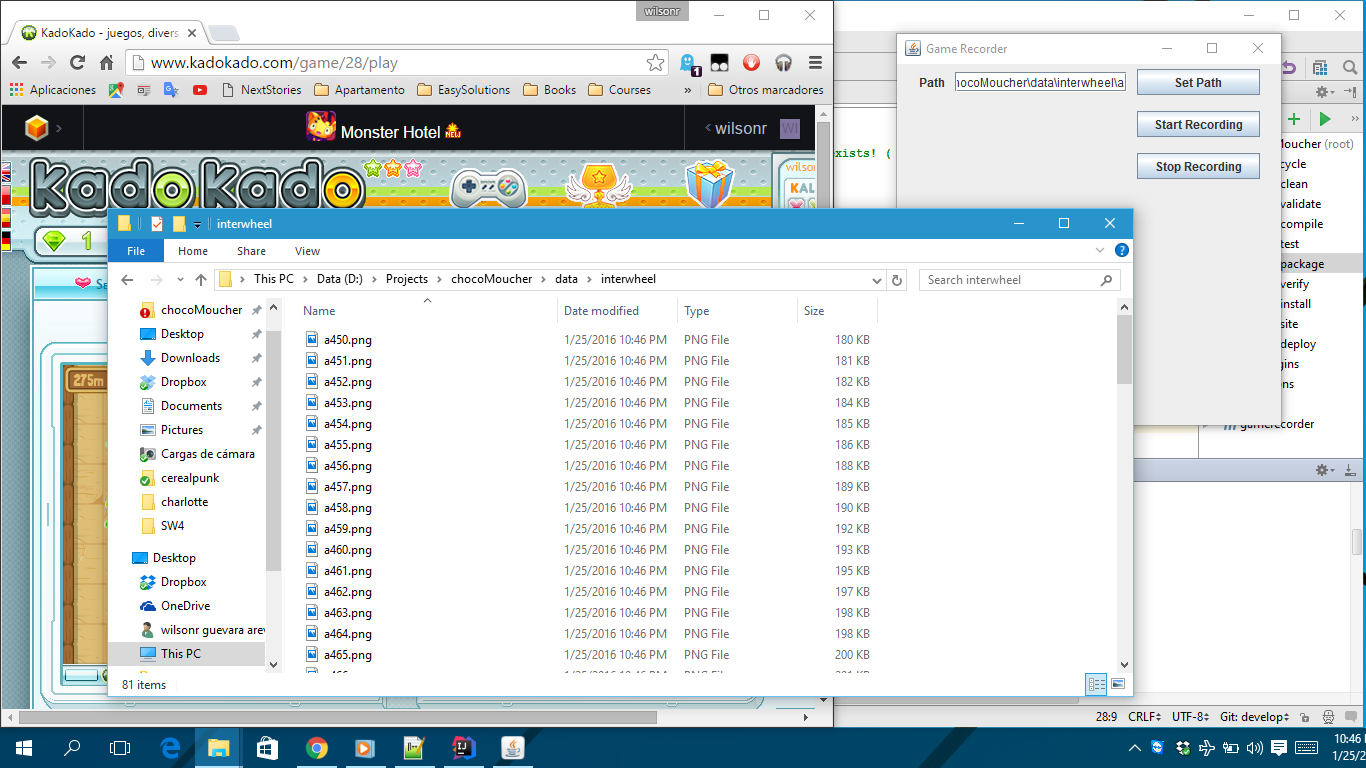 wilsonr
KadoKado - juegos, divers
www.kadokado.com/game/28/play
1
Aplicaciones
NextStories
Apartamento
EasySolutions
Books
Courses
»
Otros marcadores
Monster Hotel NEW
wilsonr
WI
KadoKado
wilsonr
KAL
1
275m
Game Recorder
Path
ocoMoucher\data\interwheel\a
Set Path
Start Recording
Stop Recording
xists! (
Moucher (root)
cycle
clean
validate
compile
test
package
verify
install
site
deploy
gins
ns
gamerecorder
interwheel
File
Home
Share
View
This PC
Data (D:)
Projects
chocoMoucher
data
interwheel
Search interwheel
chocoMoucher
Desktop
Downloads
Dropbox
Documents
Pictures
Cargas de cámara
cerealpunk
charlotte
SW4
Desktop
Dropbox
OneDrive
wilsonr guevara arev
This PC
Name Date modified Type Size
a450.png 1/25/2016 10:46 PM PNG File 180 KB
a451.png 1/25/2016 10:46 PM PNG File 181 KB
a452.png 1/25/2016 10:46 PM PNG File 182 KB
a453.png 1/25/2016 10:46 PM PNG File 184 KB
a454.png 1/25/2016 10:46 PM PNG File 185 KB
a455.png 1/25/2016 10:46 PM PNG File 186 KB
a456.png 1/25/2016 10:46 PM PNG File 188 KB
a457.png 1/25/2016 10:46 PM PNG File 189 KB
a458.png 1/25/2016 10:46 PM PNG File 190 KB
a459.png 1/25/2016 10:46 PM PNG File 192 KB
a460.png 1/25/2016 10:46 PM PNG File 193 KB
a461.png 1/25/2016 10:46 PM PNG File 195 KB
a462.png 1/25/2016 10:46 PM PNG File 197 KB
a463.png 1/25/2016 10:46 PM PNG File 198 KB
a464.png 1/25/2016 10:46 PM PNG File 198 KB
a465.png 1/25/2016 10:46 PM PNG File 200 KB
81 items
28:9 CRLF UTF-8 Git: develop
10:46
1/25/2